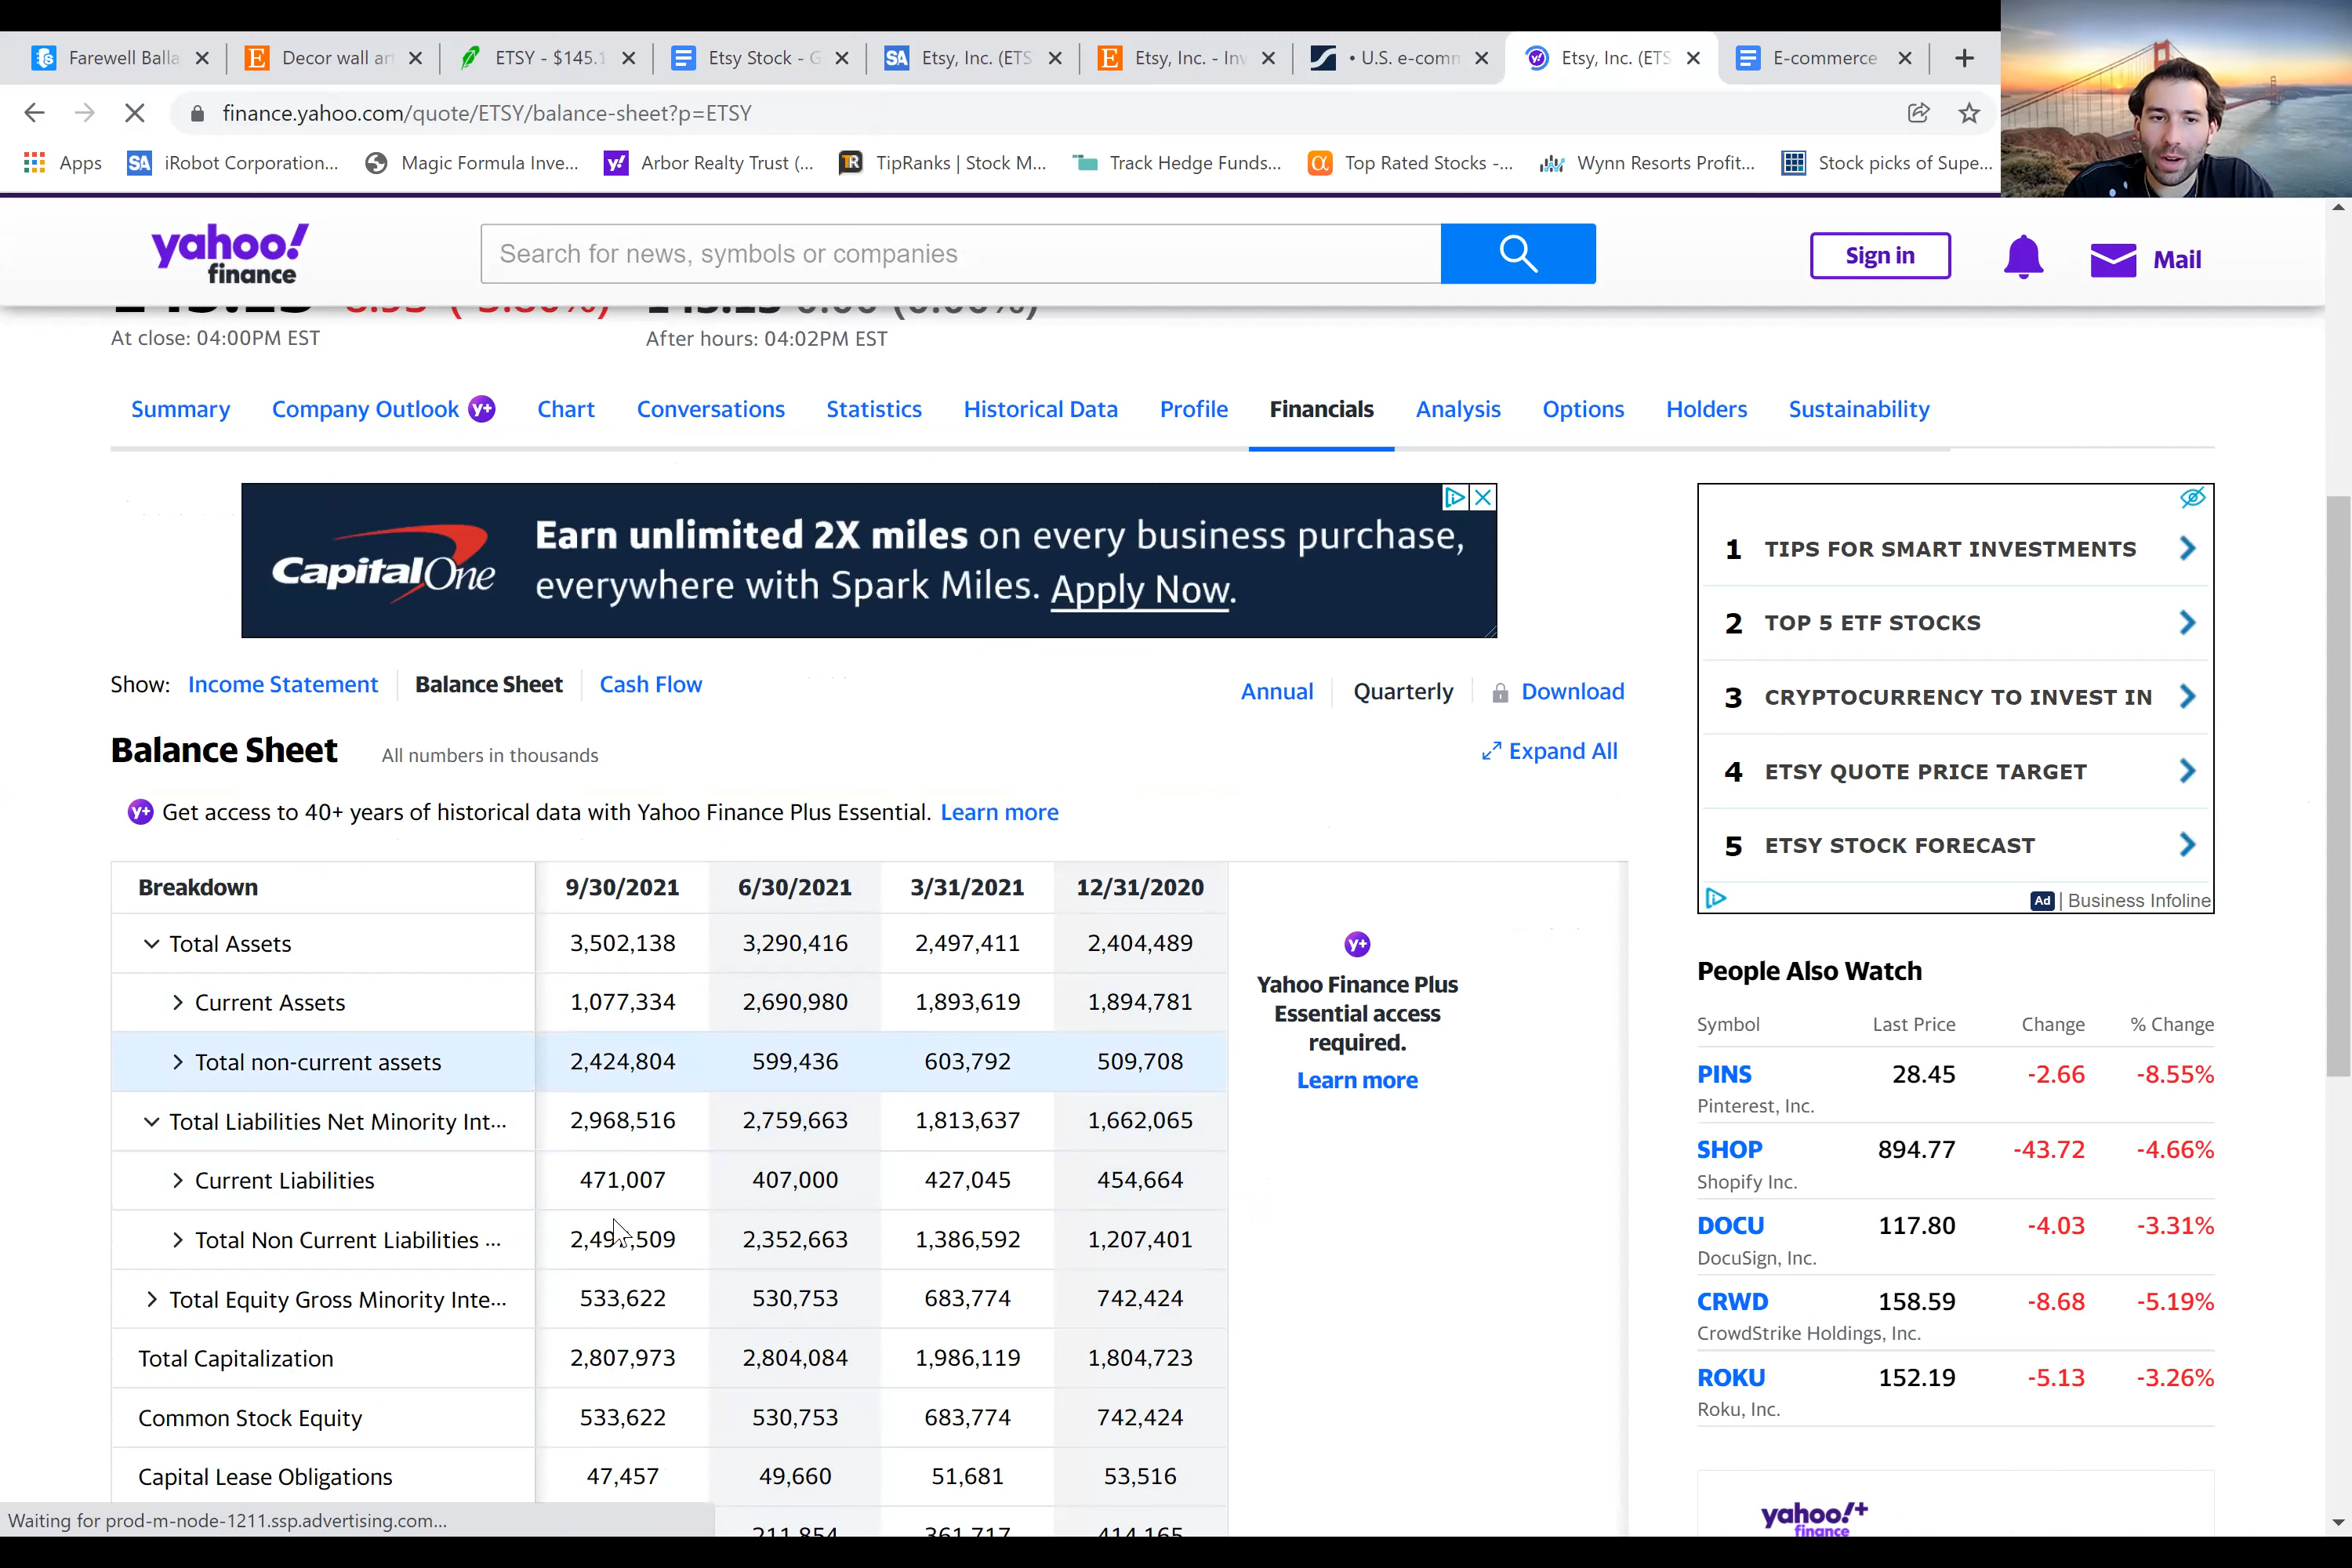 Farewell Balla
Decor wall ar
ETSY - $145.1
Etsy Stock - G
SA Etsy, Inc. (ETS
E Etsy, Inc. - Inv
• U.S. e-comm
Etsy, Inc. (ETS
E-commerce
finance.yahoo.com/quote/ETSY/balance-sheet?p=ETSY
Apps
SA iRobot Corporation...
Magic Formula Inve...
y! Arbor Realty Trust (...
TR TipRanks | Stock M...
Track Hedge Funds...
α Top Rated Stocks -...
Wynn Resorts Profit...
Stock picks of Supe...
yahoo!
finance
Search for news, symbols or companies
Sign in
Mail
At close: 04:00PM EST
After hours: 04:02PM EST
Summary
Company Outlook y+
Chart
Conversations
Statistics
Historical Data
Profile
Financials
Analysis
Options
Holders
Sustainability
Capital One
Earn unlimited 2X miles on every business purchase,
everywhere with Spark Miles. Apply Now.
Show: Income Statement Balance Sheet Cash Flow
Annual Quarterly Download
Balance Sheet All numbers in thousands
Expand All
y+ Get access to 40+ years of historical data with Yahoo Finance Plus Essential. Learn more
Breakdown 9/30/2021 6/30/2021 3/31/2021 12/31/2020
Total Assets 3,502,138 3,290,416 2,497,411 2,404,489
Current Assets 1,077,334 2,690,980 1,893,619 1,894,781
Total non-current assets 2,424,804 599,436 603,792 509,708
Total Liabilities Net Minority Int... 2,968,516 2,759,663 1,813,637 1,662,065
Current Liabilities 471,007 407,000 427,045 454,664
Total Non Current Liabilities ... 2,352,663 1,386,592 1,207,401
Total Equity Gross Minority Inte... 533,622 530,753 683,774 742,424
Total Capitalization 2,807,973 2,804,084 1,986,119 1,804,723
Common Stock Equity 533,622 530,753 683,774 742,424
Capital Lease Obligations 47,457 49,660 51,681 53,516
211,854 361,717 414,165
y+
Yahoo Finance Plus
Essential access
required.
Learn more
1 TIPS FOR SMART INVESTMENTS
2 TOP 5 ETF STOCKS
3 CRYPTOCURRENCY TO INVEST IN
4 ETSY QUOTE PRICE TARGET
5 ETSY STOCK FORECAST
Ad | Business Infoline
People Also Watch
Symbol Last Price Change % Change
PINS 28.45 -2.66 -8.55%
Pinterest, Inc.
SHOP 894.77 -43.72 -4.66%
Shopify Inc.
DOCU 117.80 -4.03 -3.31%
DocuSign, Inc.
CRWD 158.59 -8.68 -5.19%
CrowdStrike Holdings, Inc.
ROKU 152.19 -5.13 -3.26%
Roku, Inc.
yahoo!+
finance
Waiting for prod-m-node-1211.ssp.advertising.com...